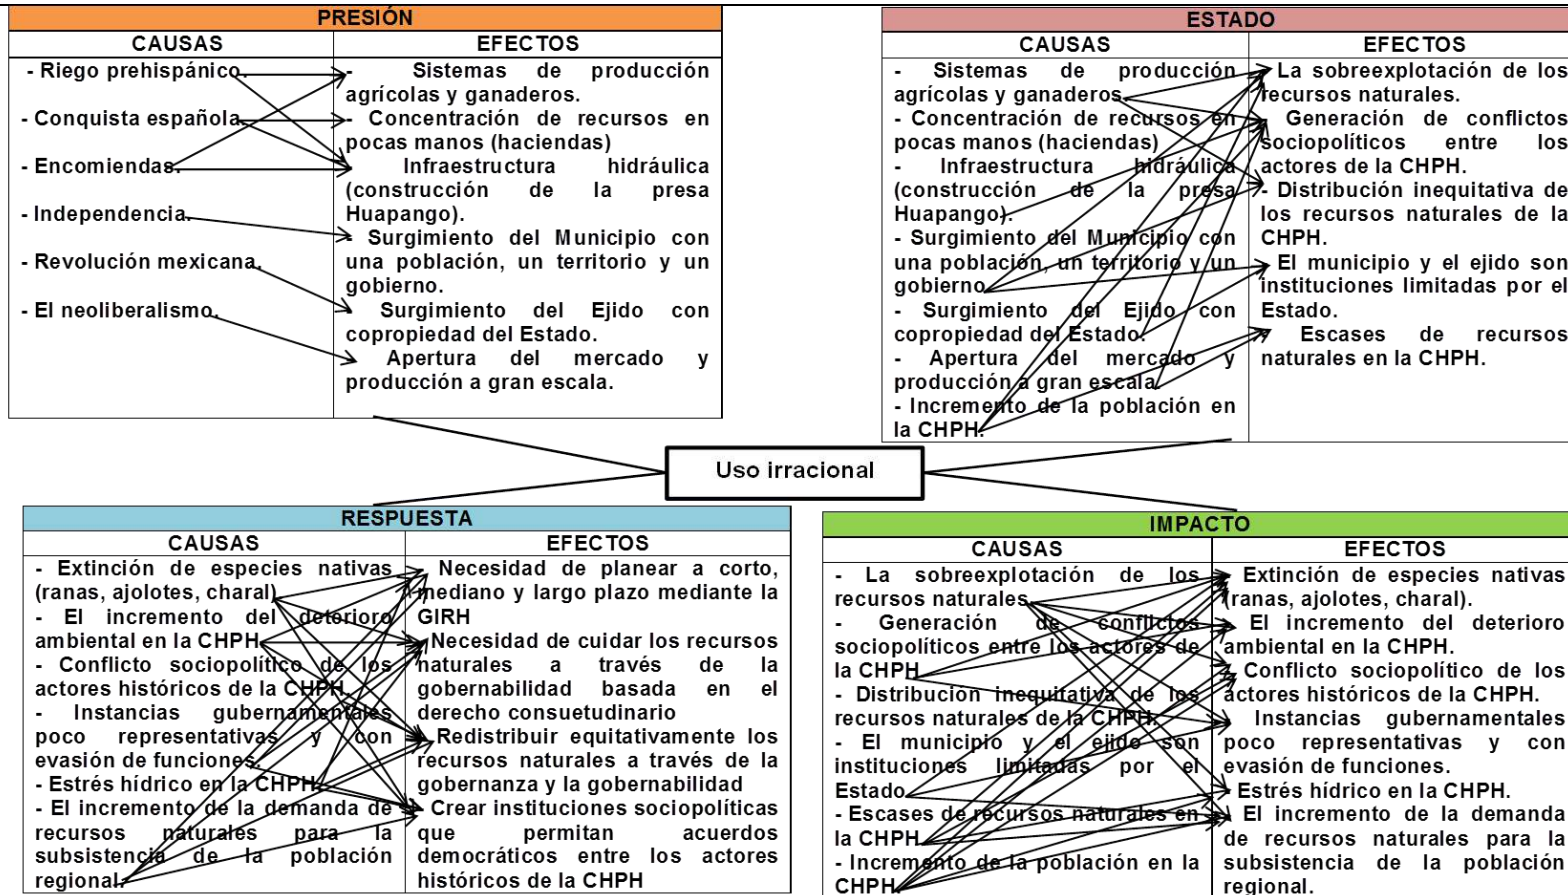 PRESIÓN
CAUSAS
EFECTOS
- Riego prehispánico.
- Conquista española
- Encomiendas.
- Independencia.
- Revolución mexicana.
- El neoliberalismo.
- Sistemas de producción
agrícolas y ganaderos.
- Concentración de recursos en
pocas manos (haciendas)
- Infraestructura hidráulica
(construcción de la presa
Huapango).
- Surgimiento del Municipio con
una población, un territorio y un
gobierno.
- Surgimiento del Ejido con
copropiedad del Estado.
- Apertura del mercado y
producción a gran escala.
ESTADO
CAUSAS
EFECTOS
- Sistemas de producción
agrícolas y ganaderos
- Concentración de recursos en
pocas manos (haciendas)
- Infraestructura hidráulica
(construcción de la presa
Huapango).
- Surgimiento del Municipio con
una población, un territorio y un
gobierno
- Surgimiento del Ejido con
copropiedad del Estado.
- Apertura del mercado y
producción a gran escala
- Incremento de la población en
la CHPH.
- La sobreexplotación de los
recursos naturales.
- Generación de conflictos
sociopolíticos entre los
actores de la CHPH.
- Distribución inequitativa de
los recursos naturales de la
CHPH.
- El municipio y el ejido son
instituciones limitadas por el
Estado.
- Escases de recursos
naturales en la CHPH.
Uso irracional
RESPUESTA
CAUSAS
EFECTOS
- Extinción de especies nativas
(ranas, ajolotes, charal)
- El incremento del deterioro
ambiental en la CHPH
- Conflicto sociopolítico de los
actores históricos de la CHPH.
- Instancias gubernamentales
poco representativas y con
evasión de funciones.
- Estrés hídrico en la CHPH
- El incremento de la demanda de
recursos naturales para la
subsistencia de la población
regional.
- Necesidad de planear a corto,
mediano y largo plazo mediante la
GIRH
- Necesidad de cuidar los recursos
naturales a través de la
gobernabilidad basada en el
derecho consuetudinario
- Redistribuir equitativamente los
recursos naturales a través de la
gobernanza y la gobernabilidad
- Crear instituciones sociopolíticas
que permitan acuerdos
democráticos entre los actores
históricos de la CHPH
IMPACTO
CAUSAS
EFECTOS
- La sobreexplotación de los
recursos naturales
- Generación de conflictos
sociopolíticos entre los actores de
la CHPH
- Distribución inequitativa de los
recursos naturales de la CHPH.
- El municipio y el ejido son
instituciones limitadas por el
Estado
- Escases de recursos naturales en
la CHPH
- Incremento de la población en la
CHPH
- Extinción de especies nativas
(ranas, ajolotes, charal).
- El incremento del deterioro
ambiental en la CHPH.
- Conflicto sociopolítico de los
actores históricos de la CHPH.
- Instancias gubernamentales
poco representativas y con
evasión de funciones.
- Estrés hídrico en la CHPH.
- El incremento de la demanda
de recursos naturales para la
subsistencia de la población
regional.